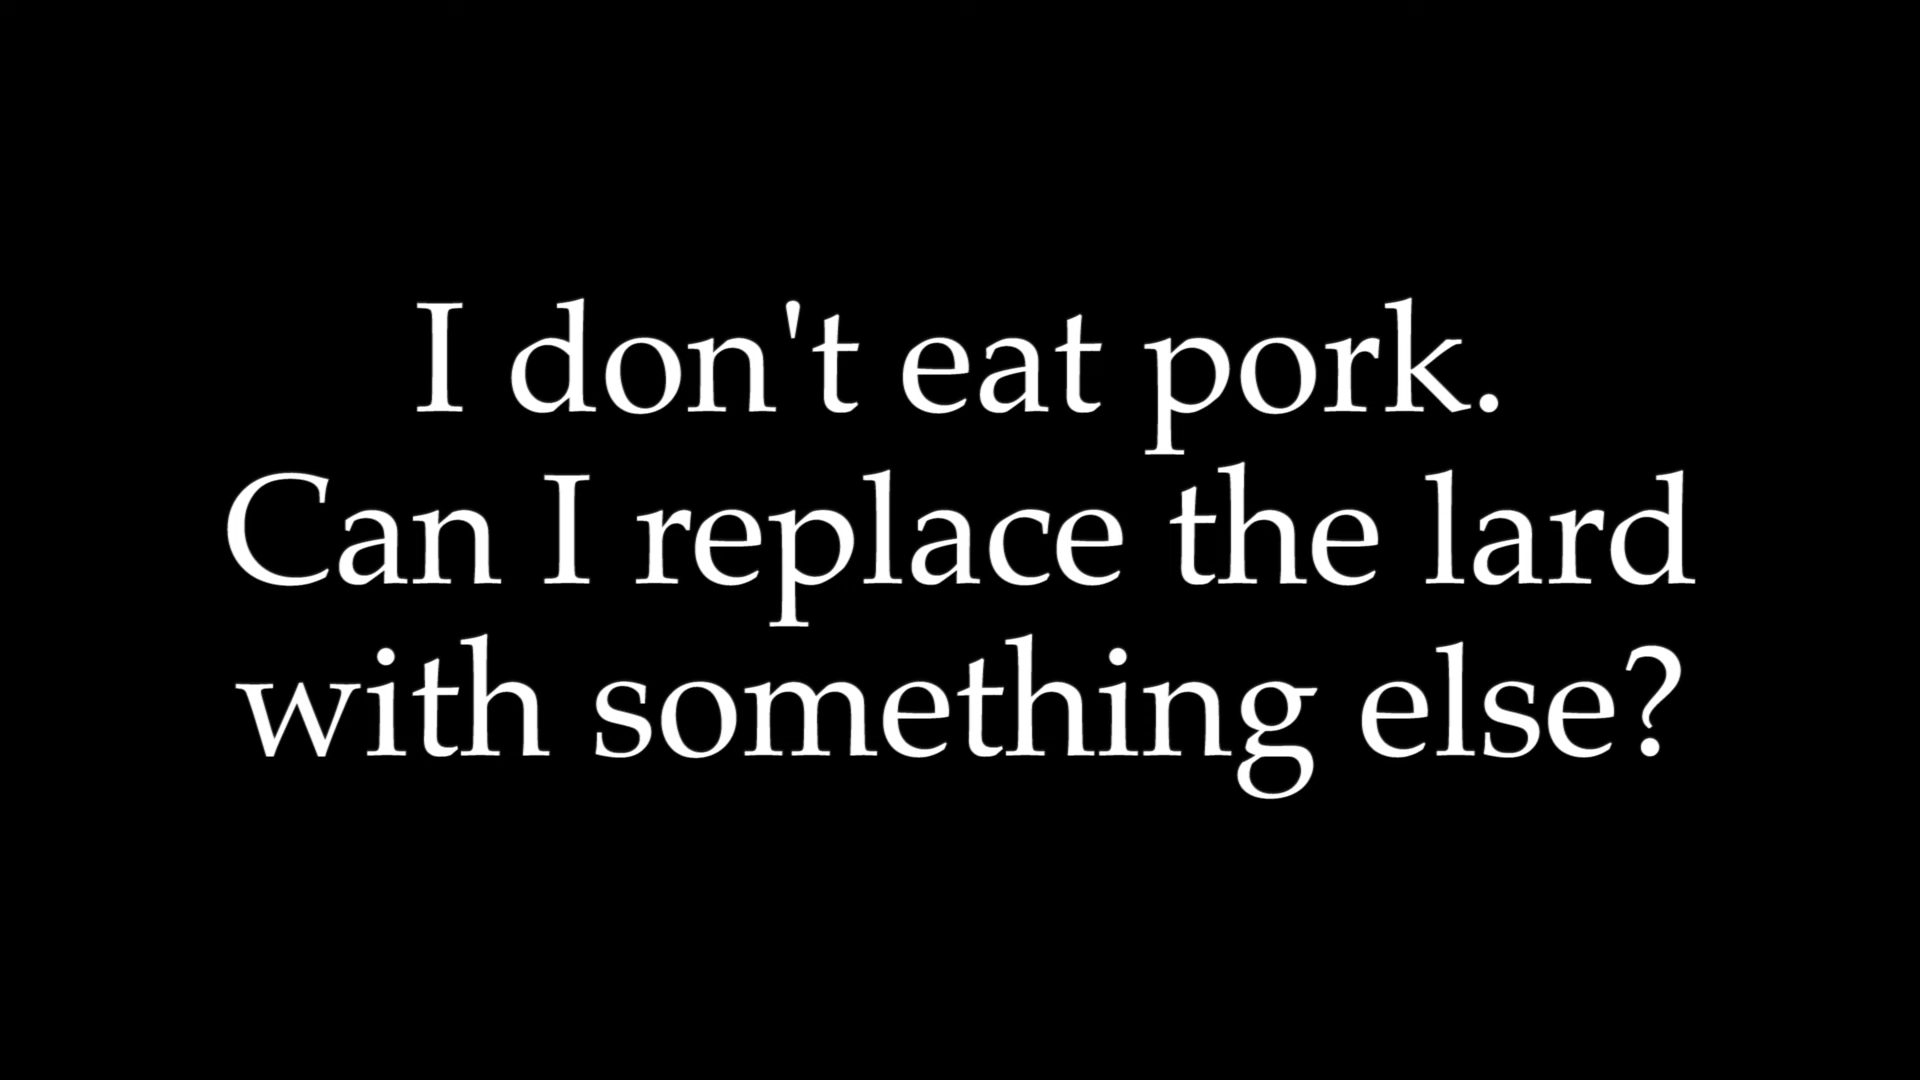 I don't eat pork.
Can I replace the lard
with something else?